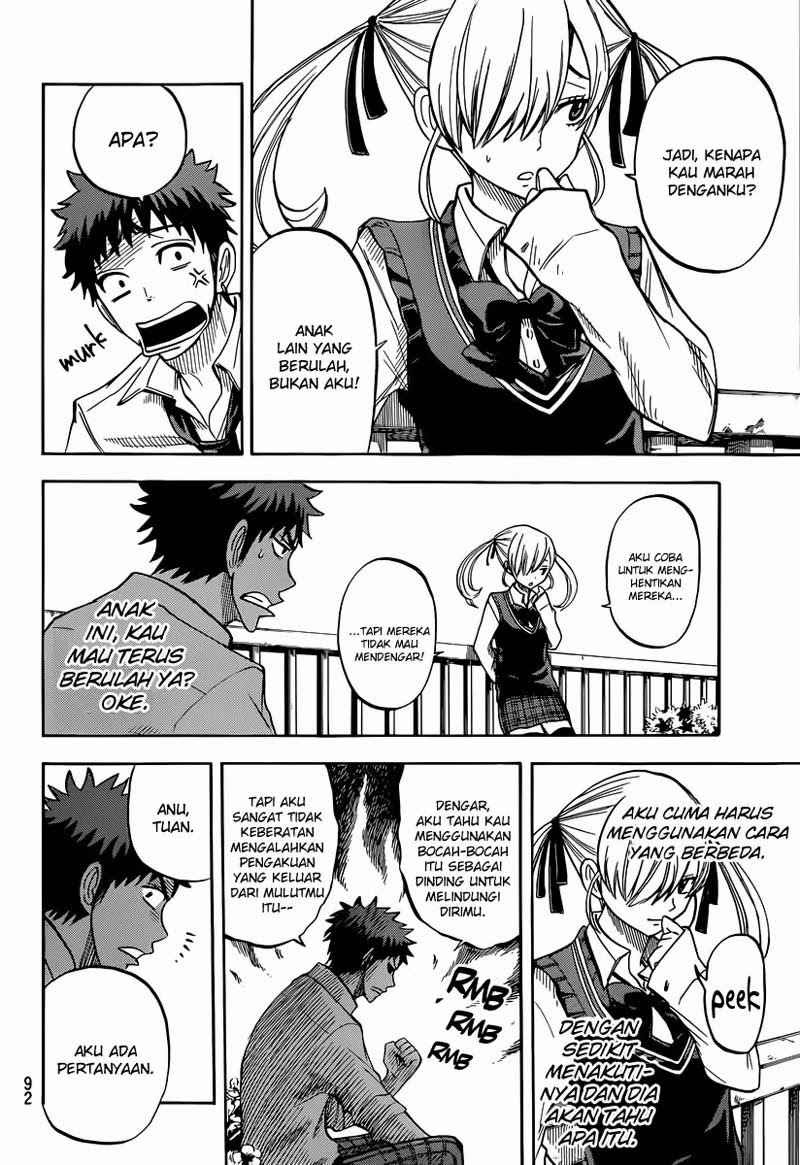 JADI, KENAPA
KAU MARAH
DENGANKU?
ANAK
LAIN YANG
BERULAH,
BUKAN AKU!
APA?
murk
AKU COBA
UNTUK MENG-
HENTIKAN
MEREKA...
...TAPI MEREKA
TIDAK MAU
MENDENGAR!
ANAK
INI, KAU
MAU TERUS
BERULAH YA?
OKE.
AKU CUMA HARUS
MENGGUNAKAN CARA
YANG BERBEDA.
peek
DENGAN
SEDIKIT
MENAKUTI-
NYA DAN DIA
AKAN TAHU
APA ITU.
DENGAR,
AKU TAHU KAU
MENGGUNAKAN
BOCAH-BOCAH
ITU SEBAGAI
DINDING UNTUK
MELINDUNGI
DIRIMU.
TAPI AKU
SANGAT TIDAK
KEBERATAN
MENGALAHKAN
PENGAKUAN
YANG KELUAR
DARI MULUTMU
ITU--
RMB
RMB
RMB
ANU,
TUAN.
AKU ADA
PERTANYAAN.
92